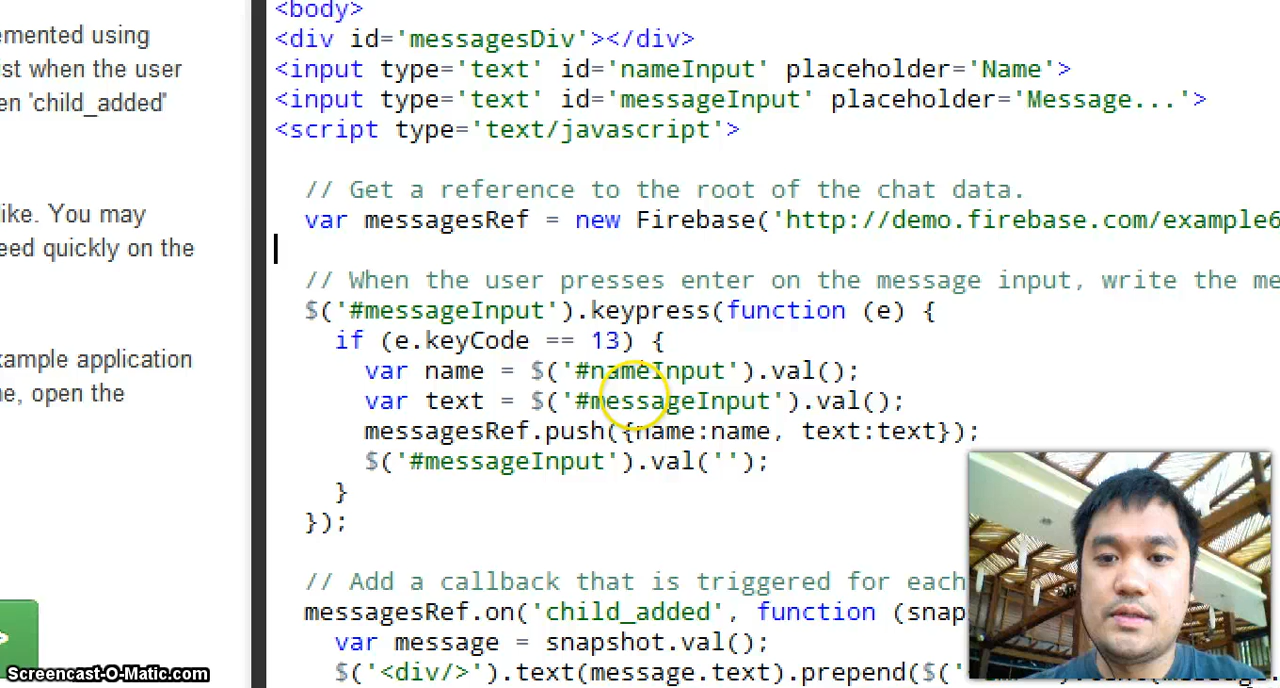 emented using
ist when the user
en 'child_added'
like. You may
eed quickly on the
xample application
ne, open the
>
Screencast-O-Matic.com
<body>
<div id='messagesDiv'></div>
<input type='text' id='nameInput' placeholder='Name'>
<input type='text' id='messageInput' placeholder='Message...'>
<script type='text/javascript'>
// Get a reference to the root of the chat data.
var messagesRef = new Firebase('http://demo.firebase.com/example6
// When the user presses enter on the message input, write the me
$('#messageInput').keypress(function (e) {
if (e.keyCode == 13) {
var name = $('#nameInput').val();
var text = $('#messageInput').val();
messagesRef.push({name:name, text:text});
$('#messageInput').val('');
}
});
// Add a callback that is triggered for each
messagesRef.on('child_added', function (snap
var message = snapshot.val();
$('<div/>').text(message.text).prepend($('